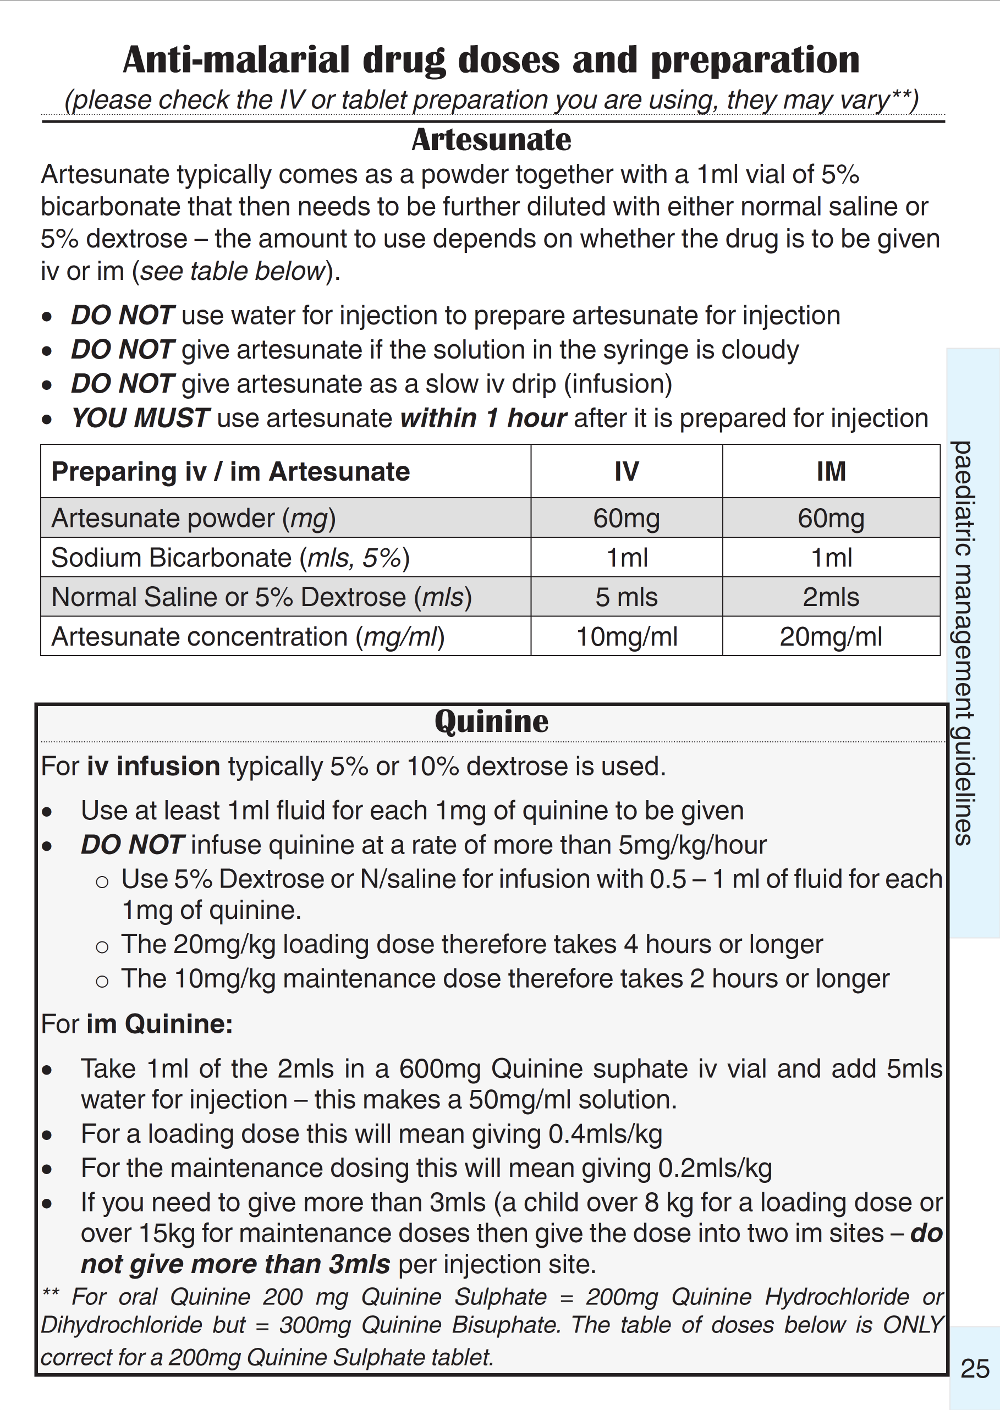 Anti-malarial drug doses and preparation
(please check the IV or tablet preparation you are using, they may vary**)
Artesunate
Artesunate typically comes as a powder together with a 1ml vial of 5%
bicarbonate that then needs to be further diluted with either normal saline or
5% dextrose – the amount to use depends on whether the drug is to be given
iv or im (see table below).
• DO NOT use water for injection to prepare artesunate for injection
• DO NOT give artesunate if the solution in the syringe is cloudy
• DO NOT give artesunate as a slow iv drip (infusion)
• YOU MUST use artesunate within 1 hour after it is prepared for injection
Preparing iv / im Artesunate IV IM
Artesunate powder (mg) 60mg 60mg
Sodium Bicarbonate (mls, 5%) 1ml 1ml
Normal Saline or 5% Dextrose (mls) 5 mls 2mls
Artesunate concentration (mg/ml) 10mg/ml 20mg/ml
Quinine
For iv infusion typically 5% or 10% dextrose is used.
• Use at least 1ml fluid for each 1mg of quinine to be given
• DO NOT infuse quinine at a rate of more than 5mg/kg/hour
○ Use 5% Dextrose or N/saline for infusion with 0.5 – 1 ml of fluid for each
1mg of quinine.
○ The 20mg/kg loading dose therefore takes 4 hours or longer
○ The 10mg/kg maintenance dose therefore takes 2 hours or longer
For im Quinine:
• Take 1ml of the 2mls in a 600mg Quinine suphate iv vial and add 5mls
water for injection – this makes a 50mg/ml solution.
• For a loading dose this will mean giving 0.4mls/kg
• For the maintenance dosing this will mean giving 0.2mls/kg
• If you need to give more than 3mls (a child over 8 kg for a loading dose or
over 15kg for maintenance doses then give the dose into two im sites – do
not give more than 3mls per injection site.
** For oral Quinine 200 mg Quinine Sulphate = 200mg Quinine Hydrochloride or
Dihydrochloride but = 300mg Quinine Bisuphate. The table of doses below is ONLY
correct for a 200mg Quinine Sulphate tablet.
paediatric management guidelines
25